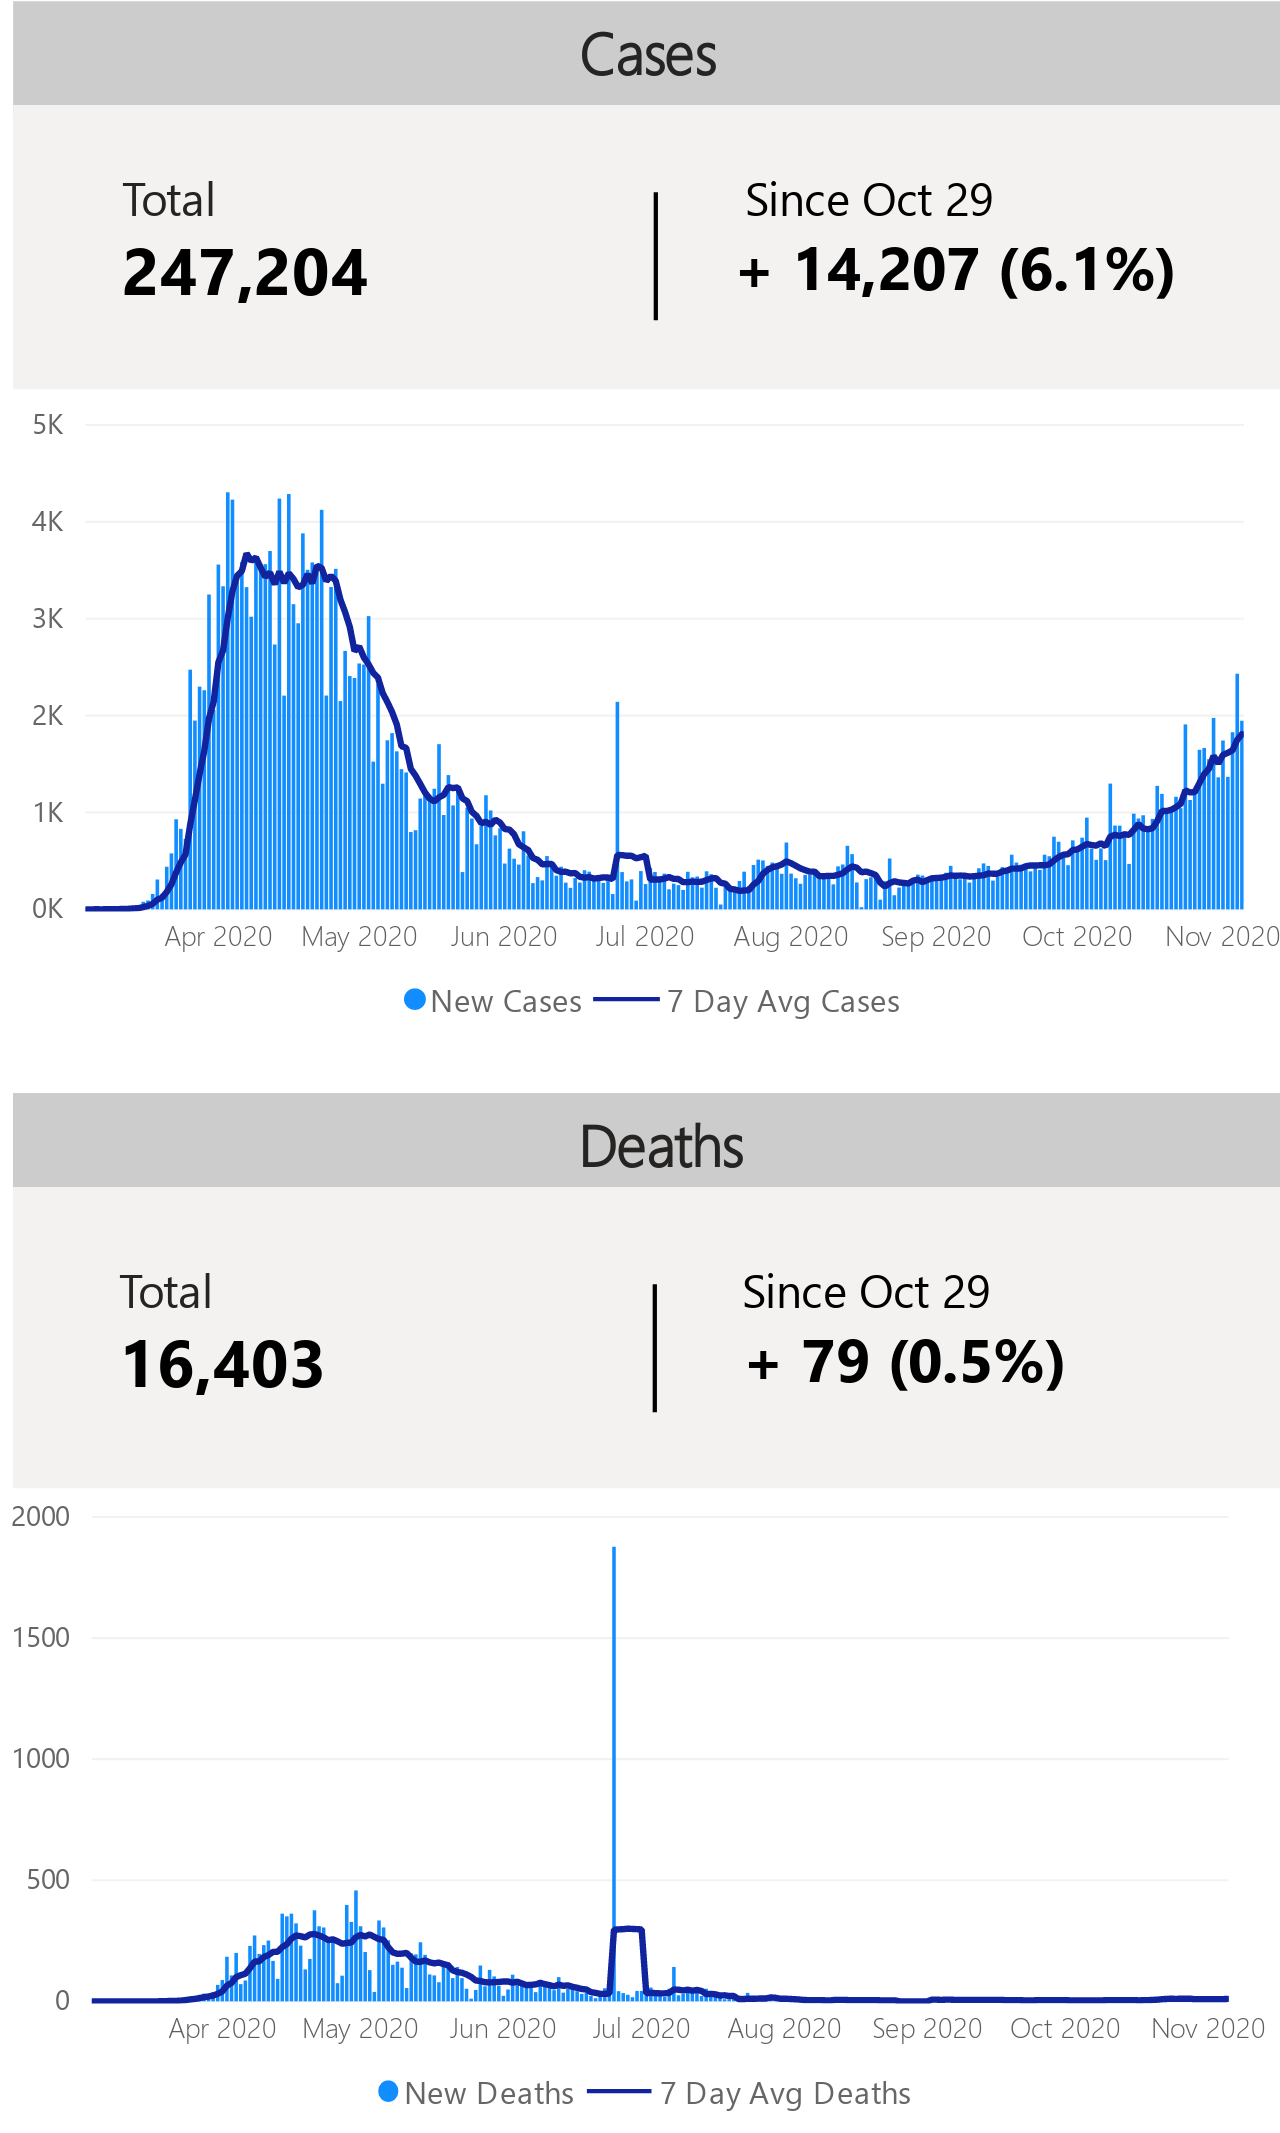 Cases
Total
Since Oct 29
247,204
+ 14,207 (6.1%)
5K
4K
3K
2K
1K
0K
Apr 2020 May 2020 Jun 2020 Jul 2020 Aug 2020 Sep 2020 Oct 2020 Nov 2020
New Cases 7 Day Avg Cases
Deaths
Total
Since Oct 29
16,403
+ 79 (0.5%)
2000
1500
1000
500
0
Apr 2020 May 2020 Jun 2020 Jul 2020 Aug 2020 Sep 2020 Oct 2020 Nov 2020
New Deaths 7 Day Avg Deaths